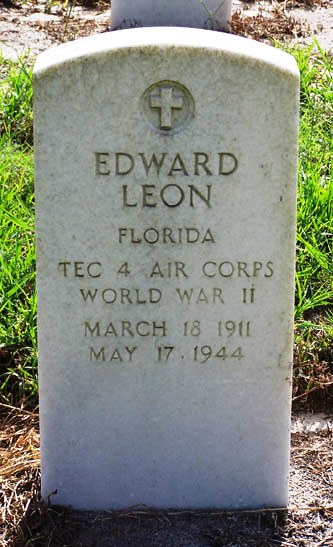 EDWARD
LEON
FLORIDA
TEC 4 AIR CORPS
WORLD WAR II
MARCH 18 1911
MAY 17, 1944